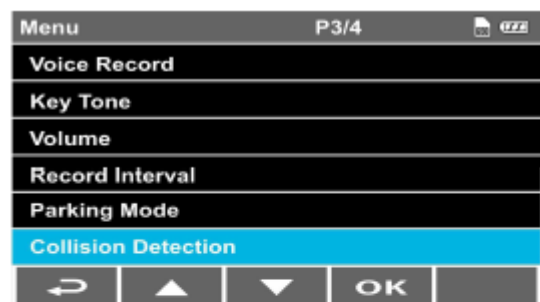 Menu P3/4
Voice Record
Key Tone
Volume
Record Interval
Parking Mode
Collision Detection
OK